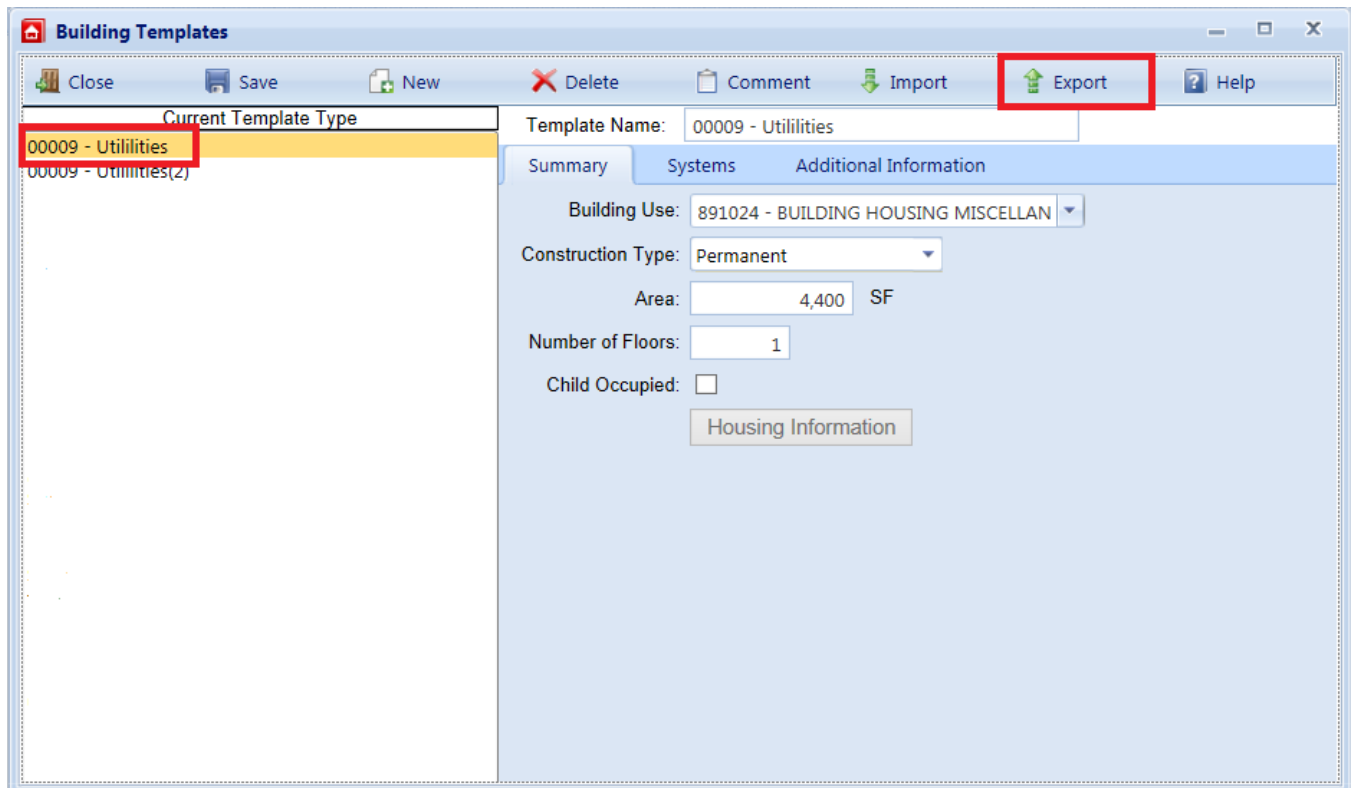 Building Templates
Close Save New Delete Comment Import Export Help
Current Template Type
00009 - Utililities
00009 - Utililities(2)
Template Name: 00009 - Utililities
Summary Systems Additional Information
Building Use: 891024 - BUILDING HOUSING MISCELLAN
Construction Type: Permanent
Area: 4,400 SF
Number of Floors: 1
Child Occupied:
Housing Information